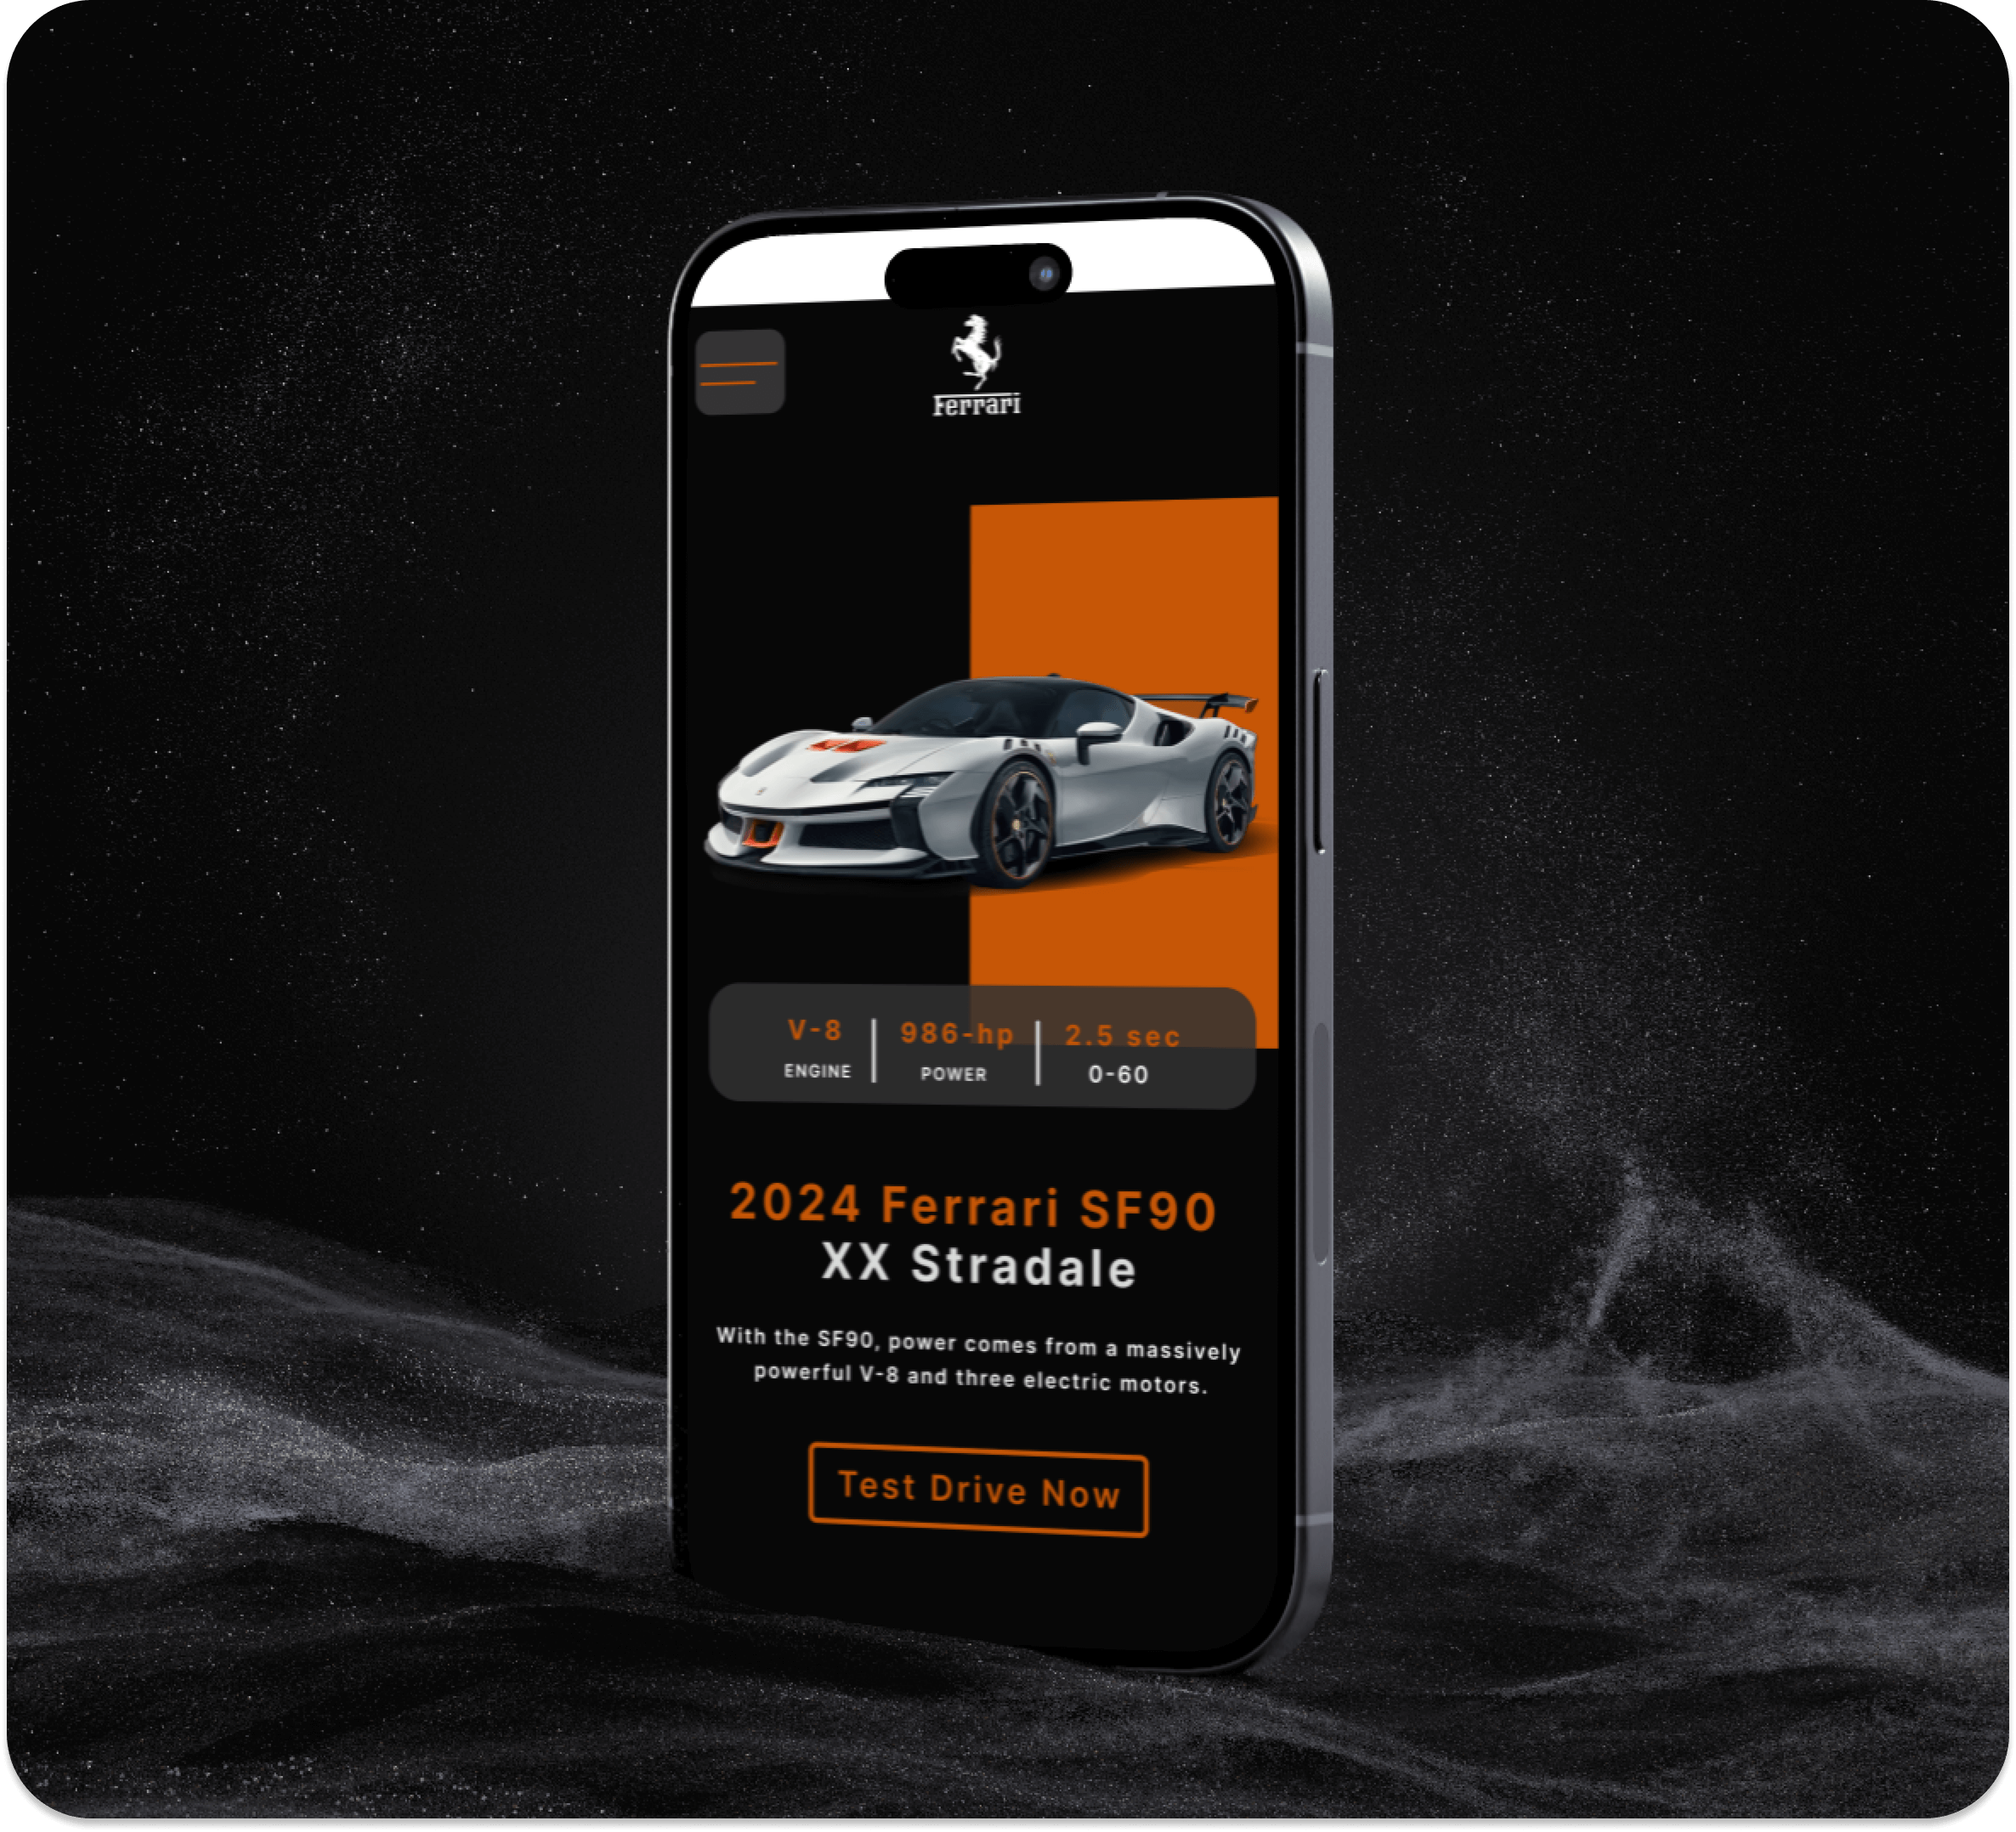 Ferrari
V-8
986-hp
2.5 sec
ENGINE
POWER
0-60
2024 Ferrari SF90
XX Stradale
With the SF90, power comes from a massively
powerful V-8 and three electric motors.
Test Drive Now